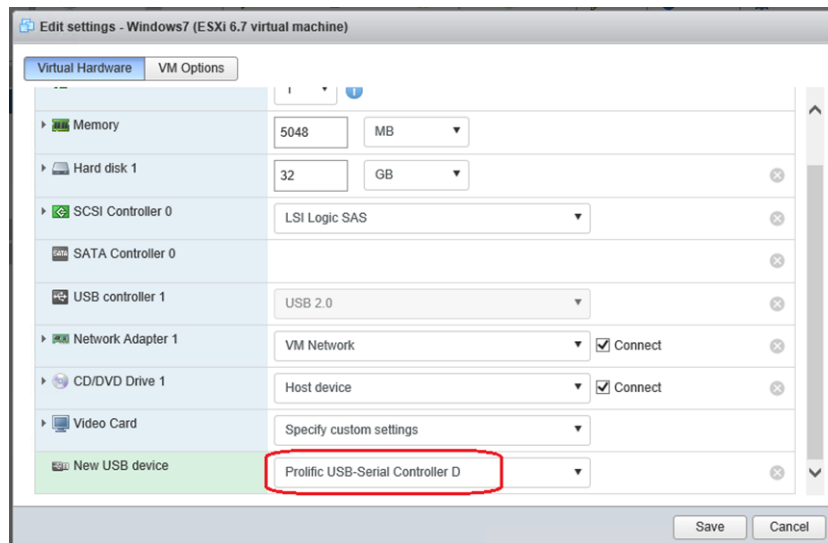 Edit settings - Windows7 (ESXi 6.7 virtual machine)
Virtual Hardware VM Options
Memory 5048 MB
Hard disk 1 32 GB
SCSI Controller 0 LSI Logic SAS
SATA Controller 0
USB controller 1 USB 2.0
Network Adapter 1 VM Network Connect
CD/DVD Drive 1 Host device Connect
Video Card Specify custom settings
New USB device Prolific USB-Serial Controller D
Save Cancel